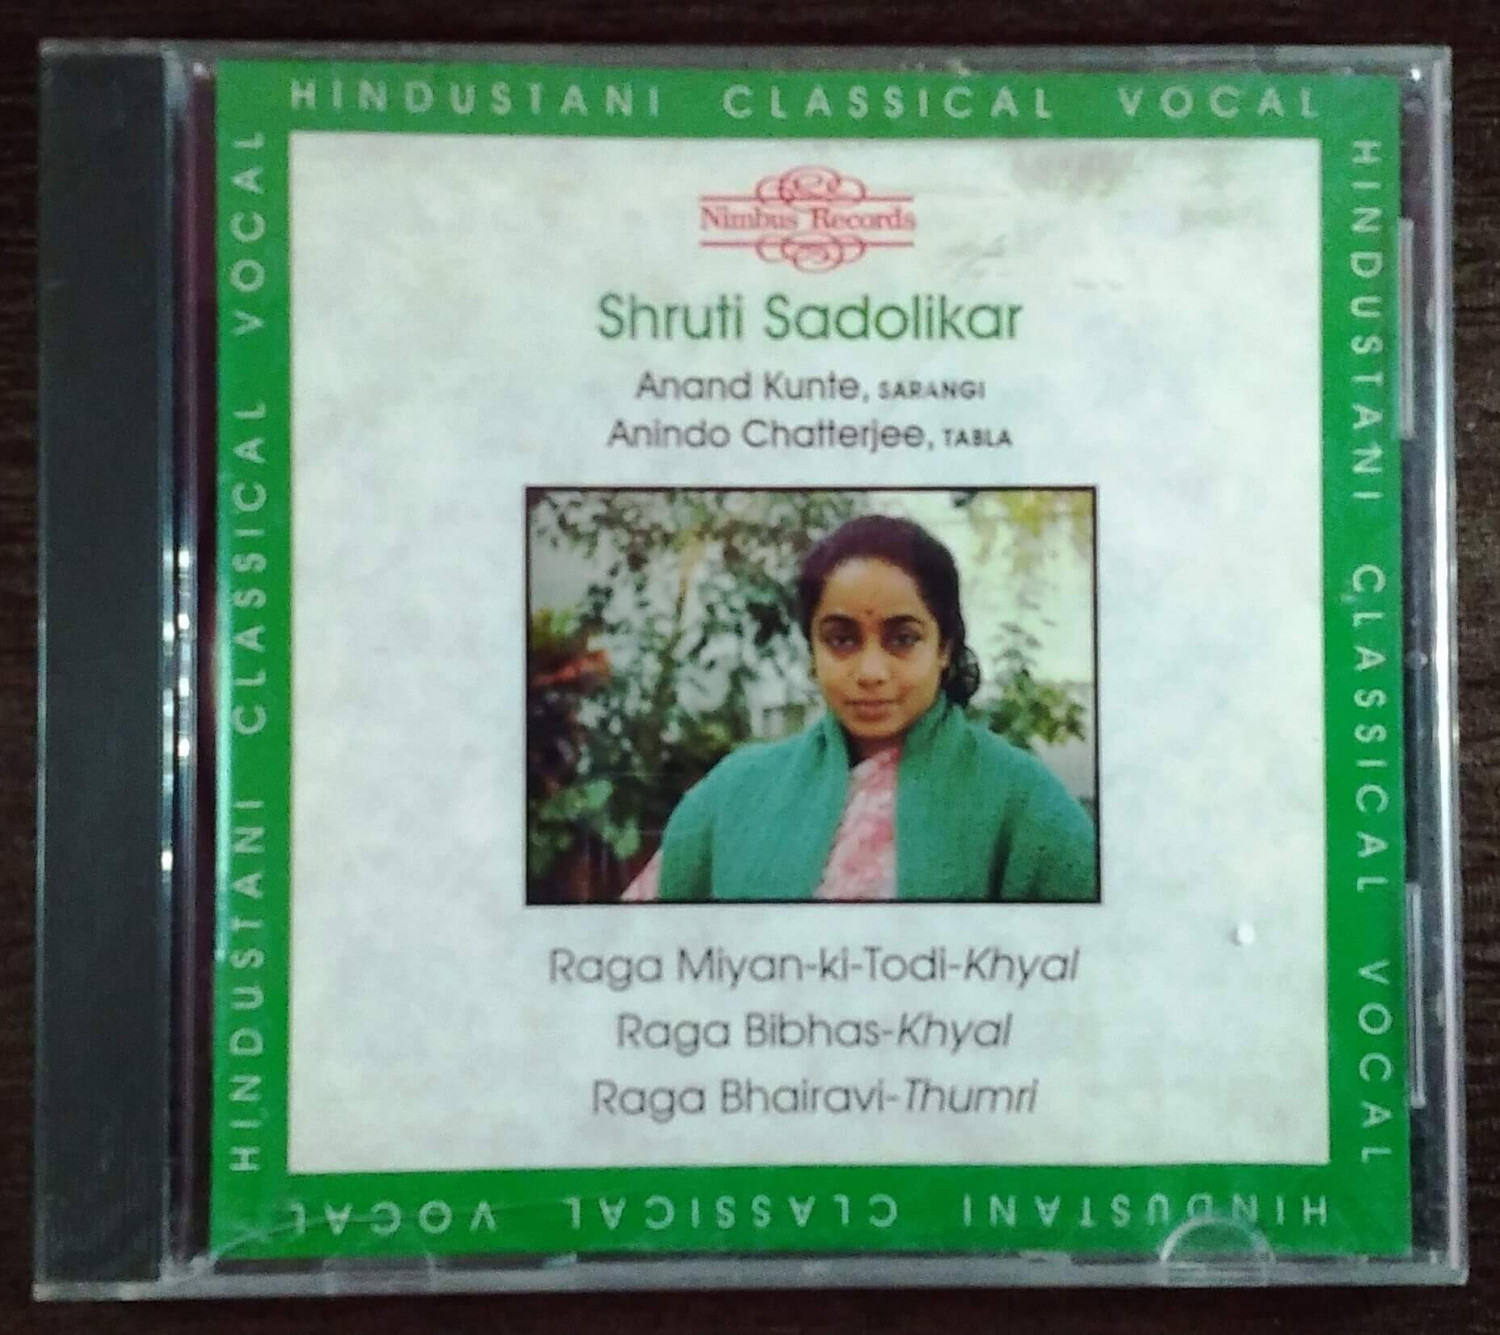 HINDUSTANI CLASSICAL VOCAL
HINDUSTANI CLASSICAL VOCAL
HINDUSTANI CLASSICAL VOCAL
Nimbus Records
Shruti Sadolikar
Anand Kunte, SARANGI
Anindo Chatterjee, TABLA
Raga Miyan-ki-Todi-Khyal
Raga Bibhas-Khyal
Raga Bhairavi-Thumri
HINDUSTANI CLASSICAL VOCAL